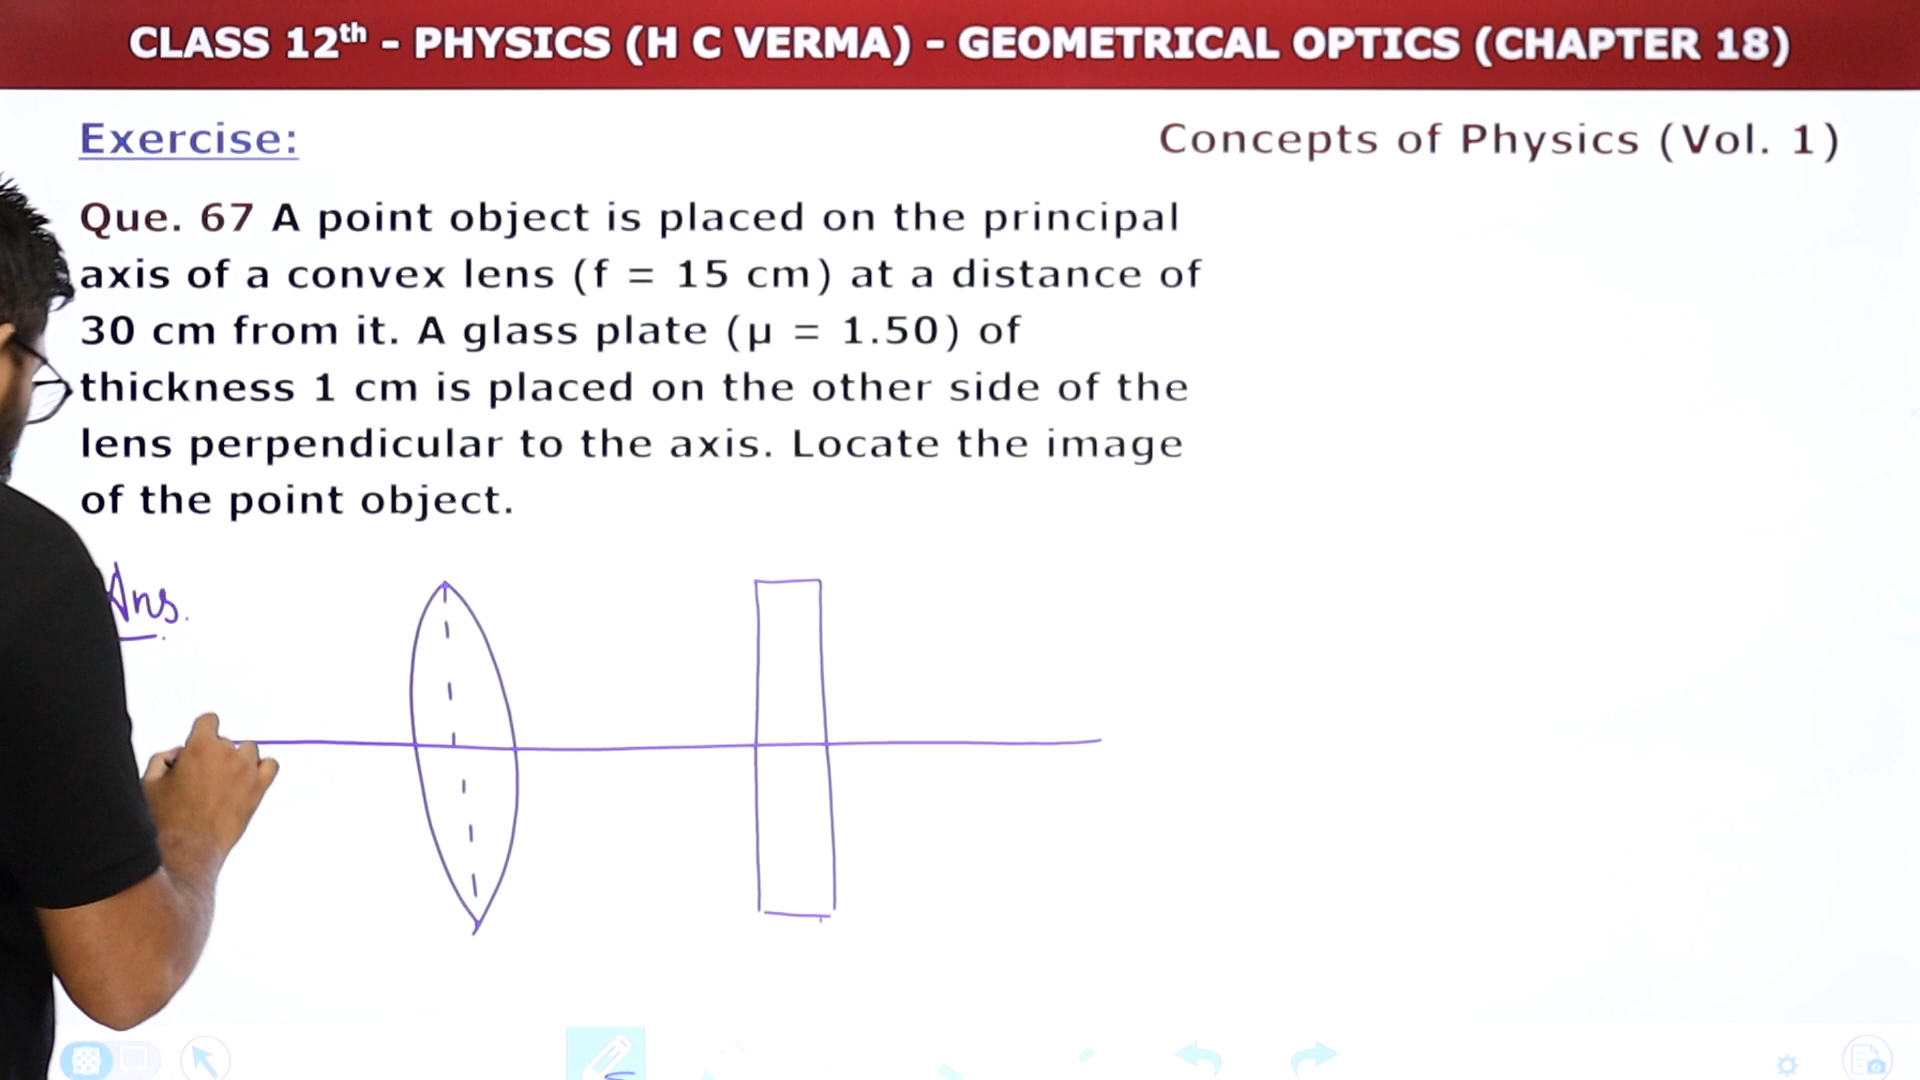 CLASS 12th - PHYSICS (H C VERMA) - GEOMETRICAL OPTICS (CHAPTER 18)
Exercise:
Concepts of Physics (Vol. 1)
Que. 67 A point object is placed on the principal
axis of a convex lens (f = 15 cm) at a distance of
30 cm from it. A glass plate (μ = 1.50) of
thickness 1 cm is placed on the other side of the
lens perpendicular to the axis. Locate the image
of the point object.
Ans.